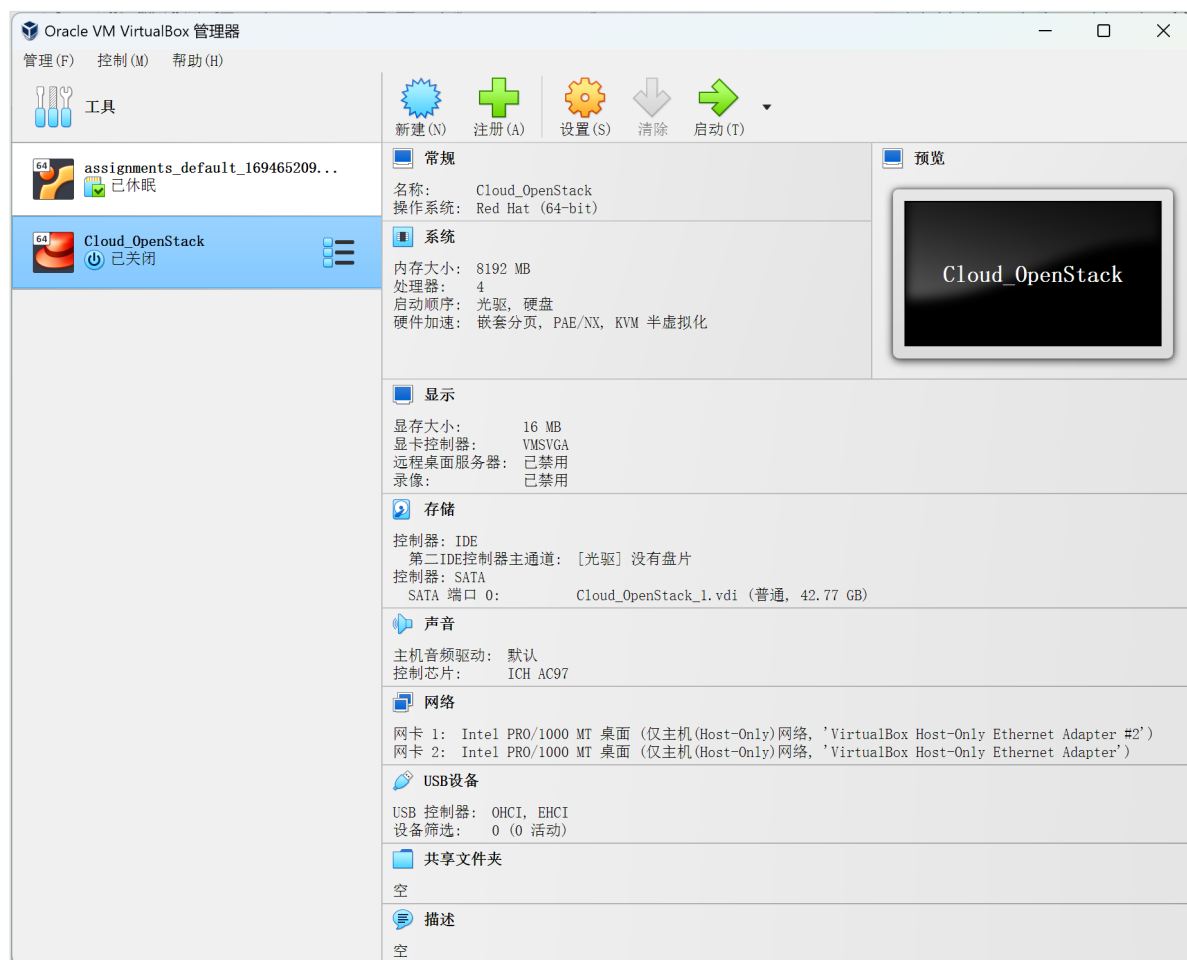 Oracle VM VirtualBox 管理器
管理(F) 控制(M) 帮助(H)
工具
新建(N) 注册(A) 设置(S) 清除 启动(T)
64
assignments_default_169465209...
已休眠
64
Cloud_OpenStack
已关闭
常规
名称: Cloud_OpenStack
操作系统: Red Hat (64-bit)
预览
Cloud_OpenStack
系统
内存大小: 8192 MB
处理器: 4
启动顺序: 光驱, 硬盘
硬件加速: 嵌套分页, PAE/NX, KVM 半虚拟化
显示
显存大小: 16 MB
显卡控制器: VMSVGA
远程桌面服务器: 已禁用
录像: 已禁用
存储
控制器: IDE
第二IDE控制器主通道: [光驱] 没有盘片
控制器: SATA
SATA 端口 0: Cloud_OpenStack_1.vdi (普通, 42.77 GB)
声音
主机音频驱动: 默认
控制芯片: ICH AC97
网络
网卡 1: Intel PRO/1000 MT 桌面 (仅主机(Host-Only)网络, 'VirtualBox Host-Only Ethernet Adapter #2')
网卡 2: Intel PRO/1000 MT 桌面 (仅主机(Host-Only)网络, 'VirtualBox Host-Only Ethernet Adapter')
USB设备
USB 控制器: OHCI, EHCI
设备筛选: 0 (0 活动)
共享文件夹
空
描述
空